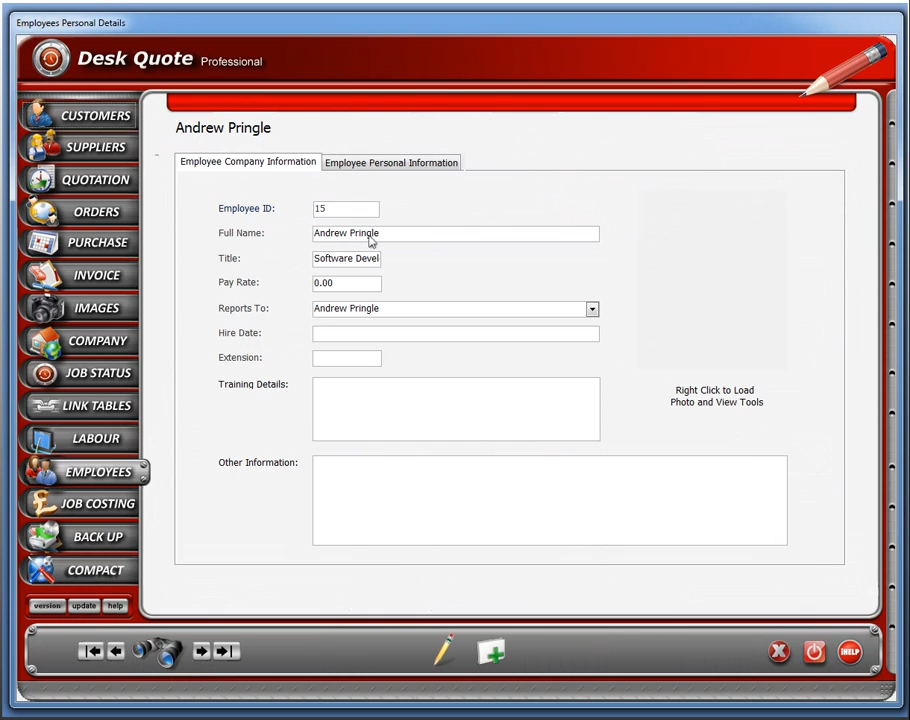 Employees Personal Details
Desk Quote Professional
CUSTOMERS
SUPPLIERS
QUOTATION
ORDERS
PURCHASE
INVOICE
IMAGES
COMPANY
JOB STATUS
LINK TABLES
LABOUR
EMPLOYEES
JOB COSTING
BACK UP
COMPACT
version update help
Andrew Pringle
Employee Company Information Employee Personal Information
Employee ID: 15
Full Name: Andrew Pringle
Title: Software Devel
Pay Rate: 0.00
Reports To: Andrew Pringle
Hire Date:
Extension:
Training Details:
Right Click to Load
Photo and View Tools
Other Information:
iHELP